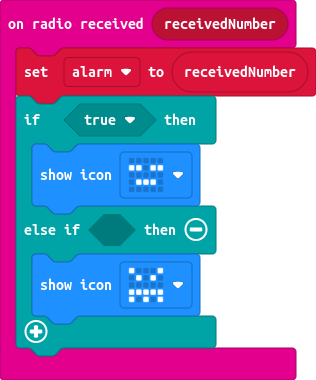 on radio received receivedNumber
set alarm to receivedNumber
if true then
show icon
else if then
show icon